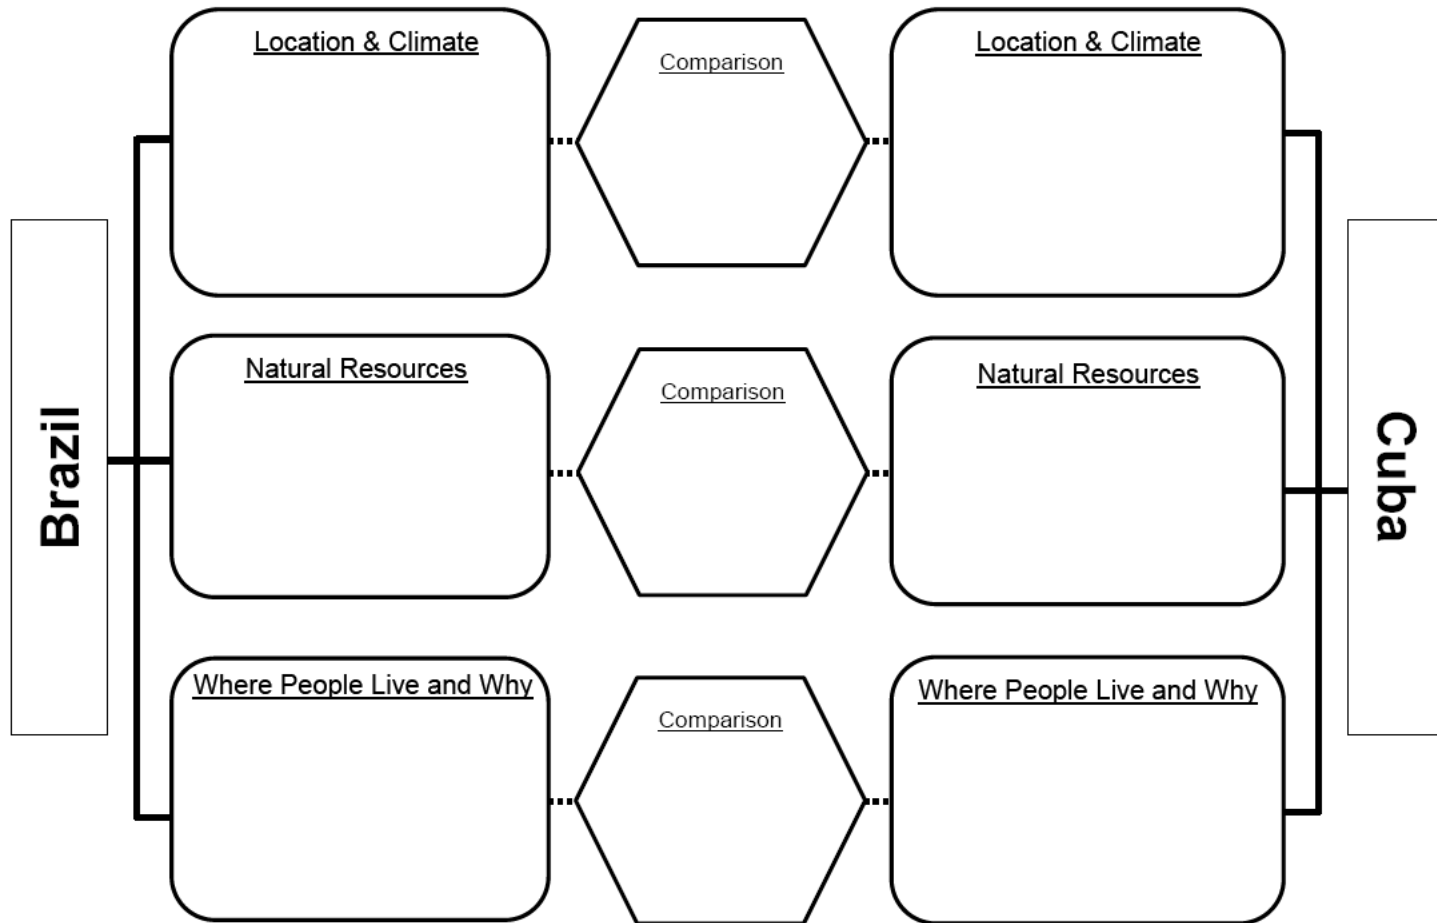 Location & Climate
Comparison
Location & Climate
Natural Resources
Comparison
Natural Resources
Brazil
Cuba
Where People Live and Why
Comparison
Where People Live and Why